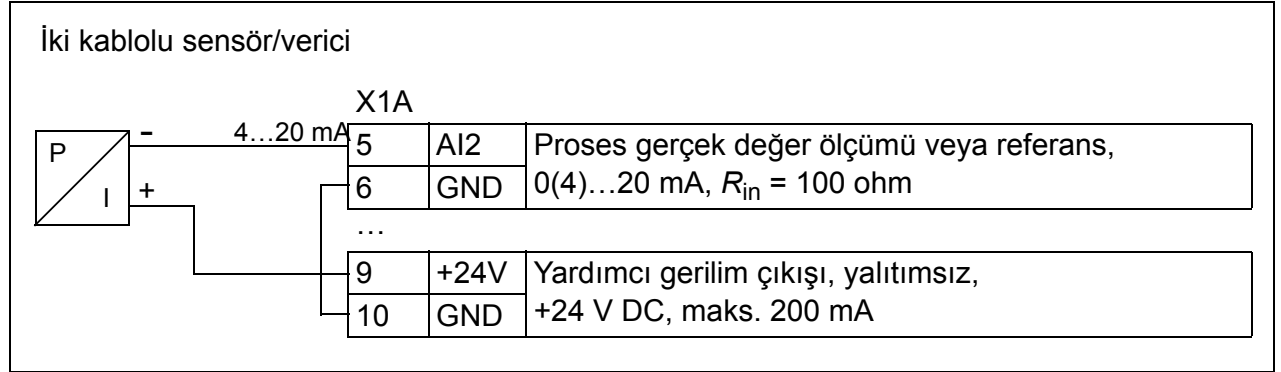 İki kablolu sensör/verici
X1A
- 4…20 mA 5 AI2 Proses gerçek değer ölçümü veya referans,
P
I + 6 GND 0(4)…20 mA, Rin = 100 ohm
…
9 +24V Yardımcı gerilim çıkışı, yalıtımsız,
10 GND +24 V DC, maks. 200 mA